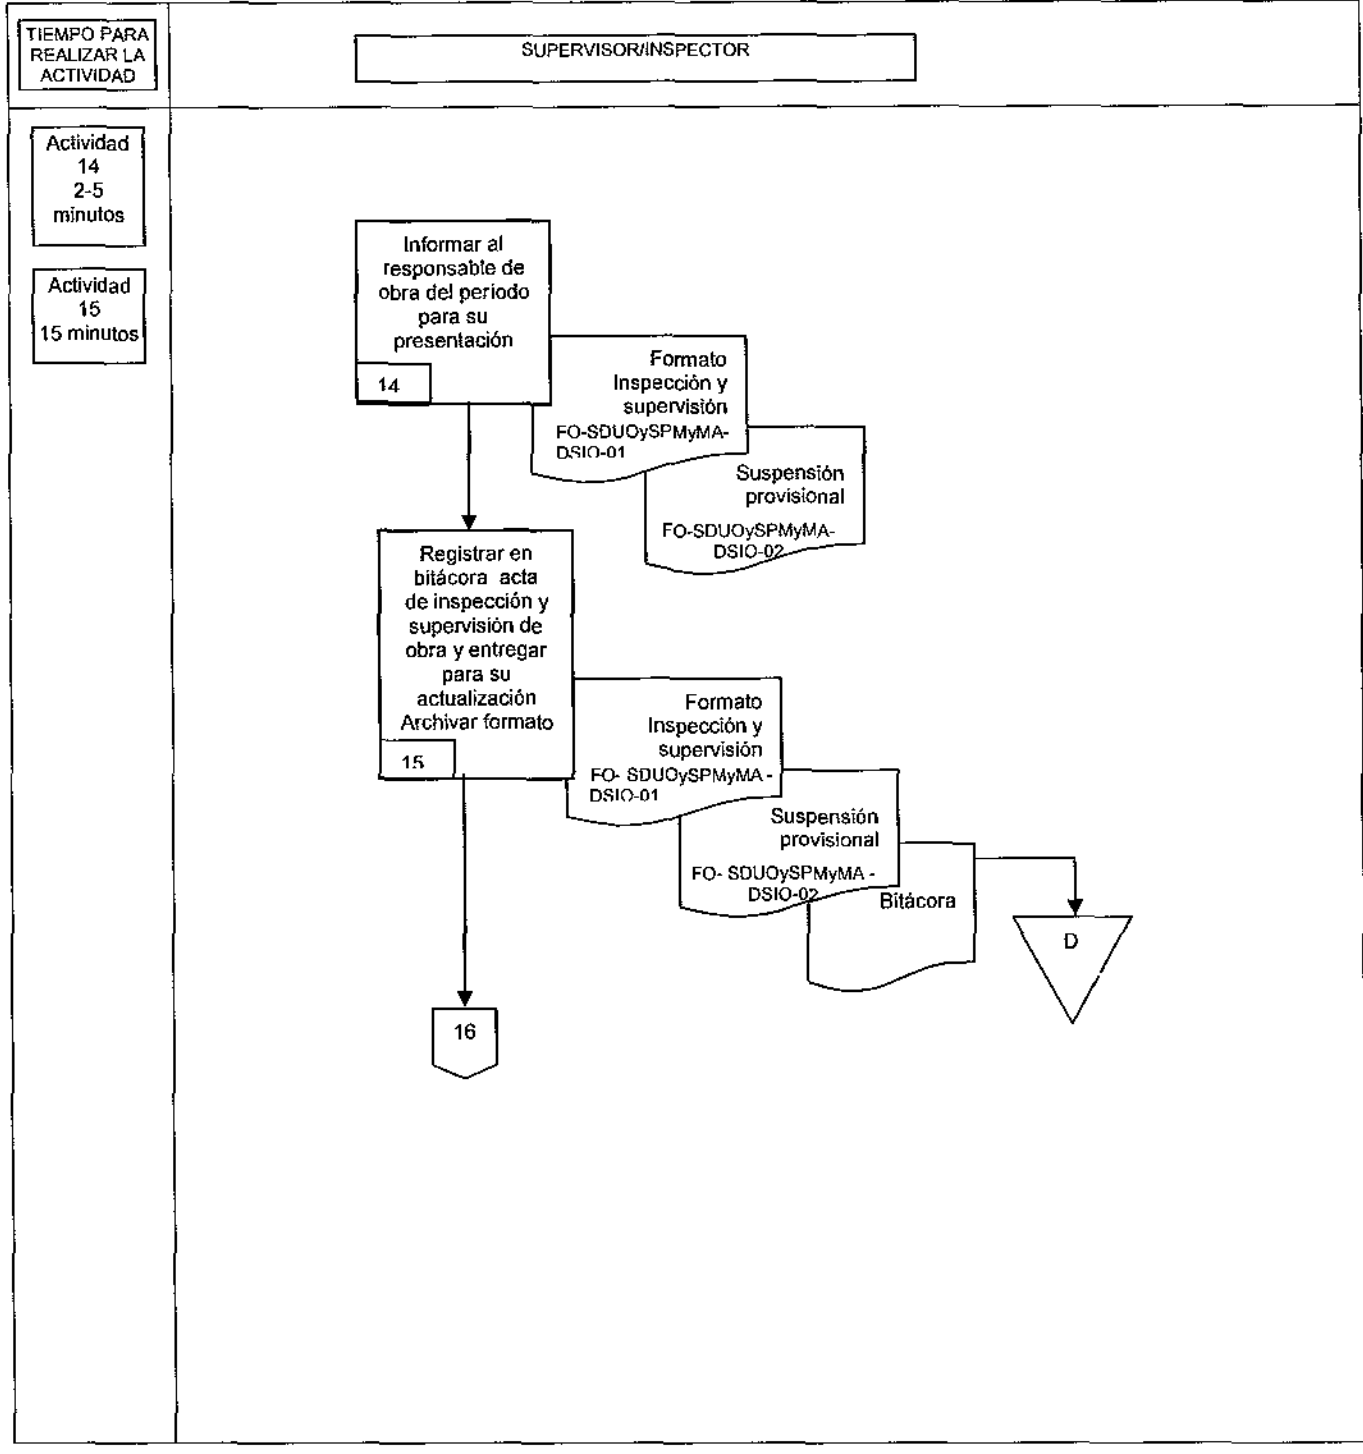 TIEMPO PARA
REALIZAR LA
ACTIVIDAD
SUPERVISOR/INSPECTOR
Actividad
14
2-5
minutos
Actividad
15
15 minutos
Informar al
responsable de
obra del periodo
para su
presentación
14
Formato
Inspección y
supervisión
FO-SDUOySPMyMA-
DSIO-01
Suspensión
provisional
FO-SDUOySPMyMA-
DSIO-02
Registrar en
bitácora acta
de inspección y
supervisión de
obra y entregar
para su
actualización
Archivar formato
15
Formato
Inspección y
supervisión
FO- SDUOySPMyMA -
DSIO-01
Suspensión
provisional
FO- SDUOySPMyMA -
DSIO-02
Bitácora
D
16